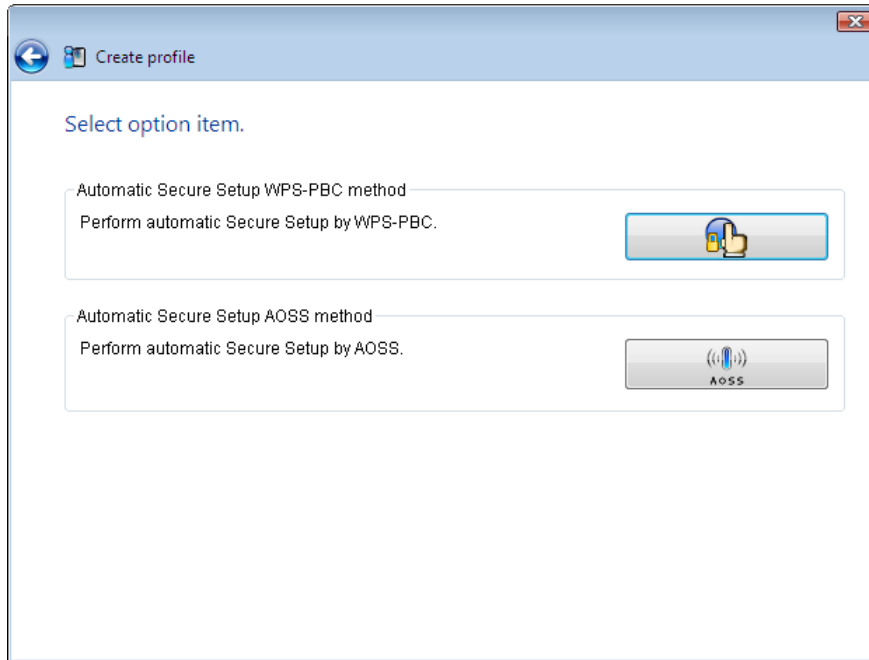 Create profile
Select option item.
Automatic Secure Setup WPS-PBC method
Perform automatic Secure Setup by WPS-PBC.
Automatic Secure Setup AOSS method
Perform automatic Secure Setup by AOSS.
AOSS